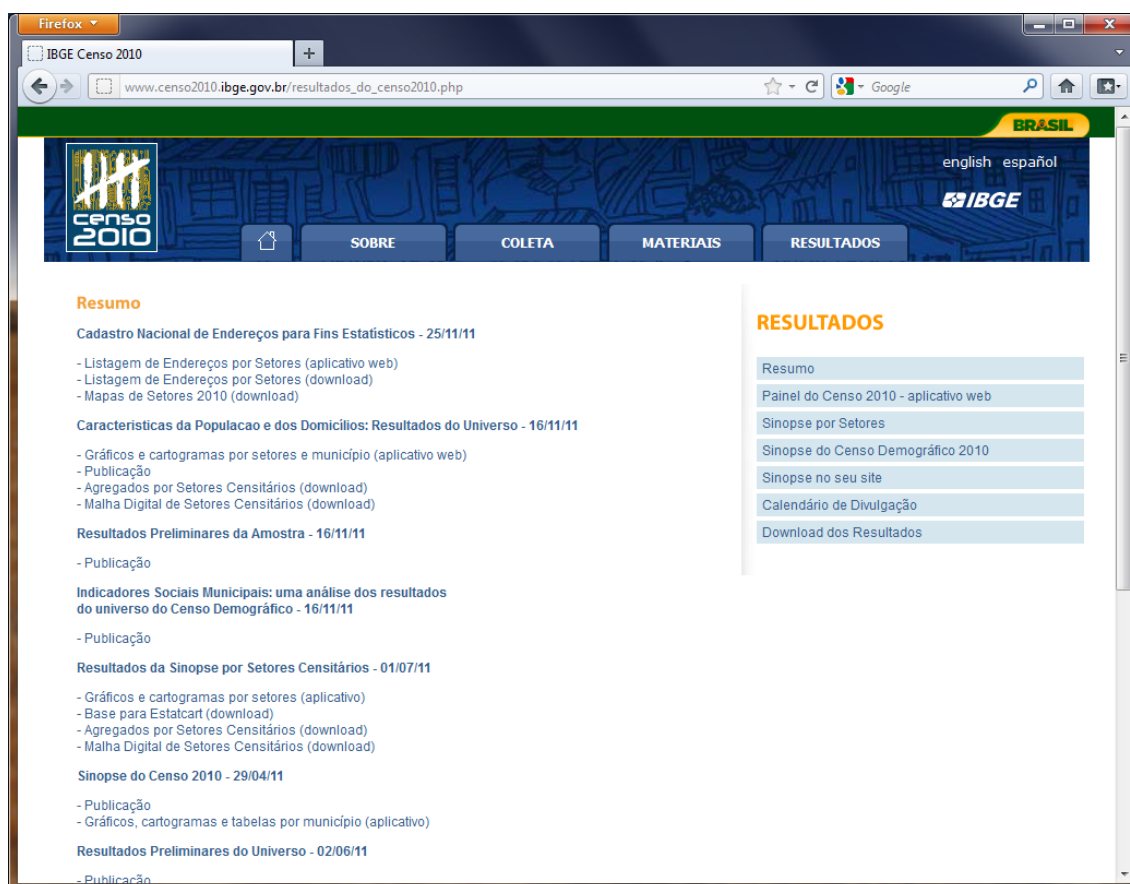 Firefox
IBGE Censo 2010
www.censo2010.ibge.gov.br/resultados_do_censo2010.php
Google
BRASIL
english español
IBGE
censo
2010
SOBRE
COLETA
MATERIAIS
RESULTADOS
Resumo
Cadastro Nacional de Endereços para Fins Estatísticos - 25/11/11
- Listagem de Endereços por Setores (aplicativo web)
- Listagem de Endereços por Setores (download)
- Mapas de Setores 2010 (download)
Caracteristicas da Populacao e dos Domicílios: Resultados do Universo - 16/11/11
- Gráficos e cartogramas por setores e município (aplicativo web)
- Publicação
- Agregados por Setores Censitários (download)
- Malha Digital de Setores Censitários (download)
Resultados Preliminares da Amostra - 16/11/11
- Publicação
Indicadores Sociais Municipais: uma análise dos resultados
do universo do Censo Demográfico - 16/11/11
- Publicação
Resultados da Sinopse por Setores Censitários - 01/07/11
- Gráficos e cartogramas por setores (aplicativo)
- Base para Estatcart (download)
- Agregados por Setores Censitários (download)
- Malha Digital de Setores Censitários (download)
Sinopse do Censo 2010 - 29/04/11
- Publicação
- Gráficos, cartogramas e tabelas por município (aplicativo)
Resultados Preliminares do Universo - 02/06/11
- Publicação
RESULTADOS
Resumo
Painel do Censo 2010 - aplicativo web
Sinopse por Setores
Sinopse do Censo Demográfico 2010
Sinopse no seu site
Calendário de Divulgação
Download dos Resultados